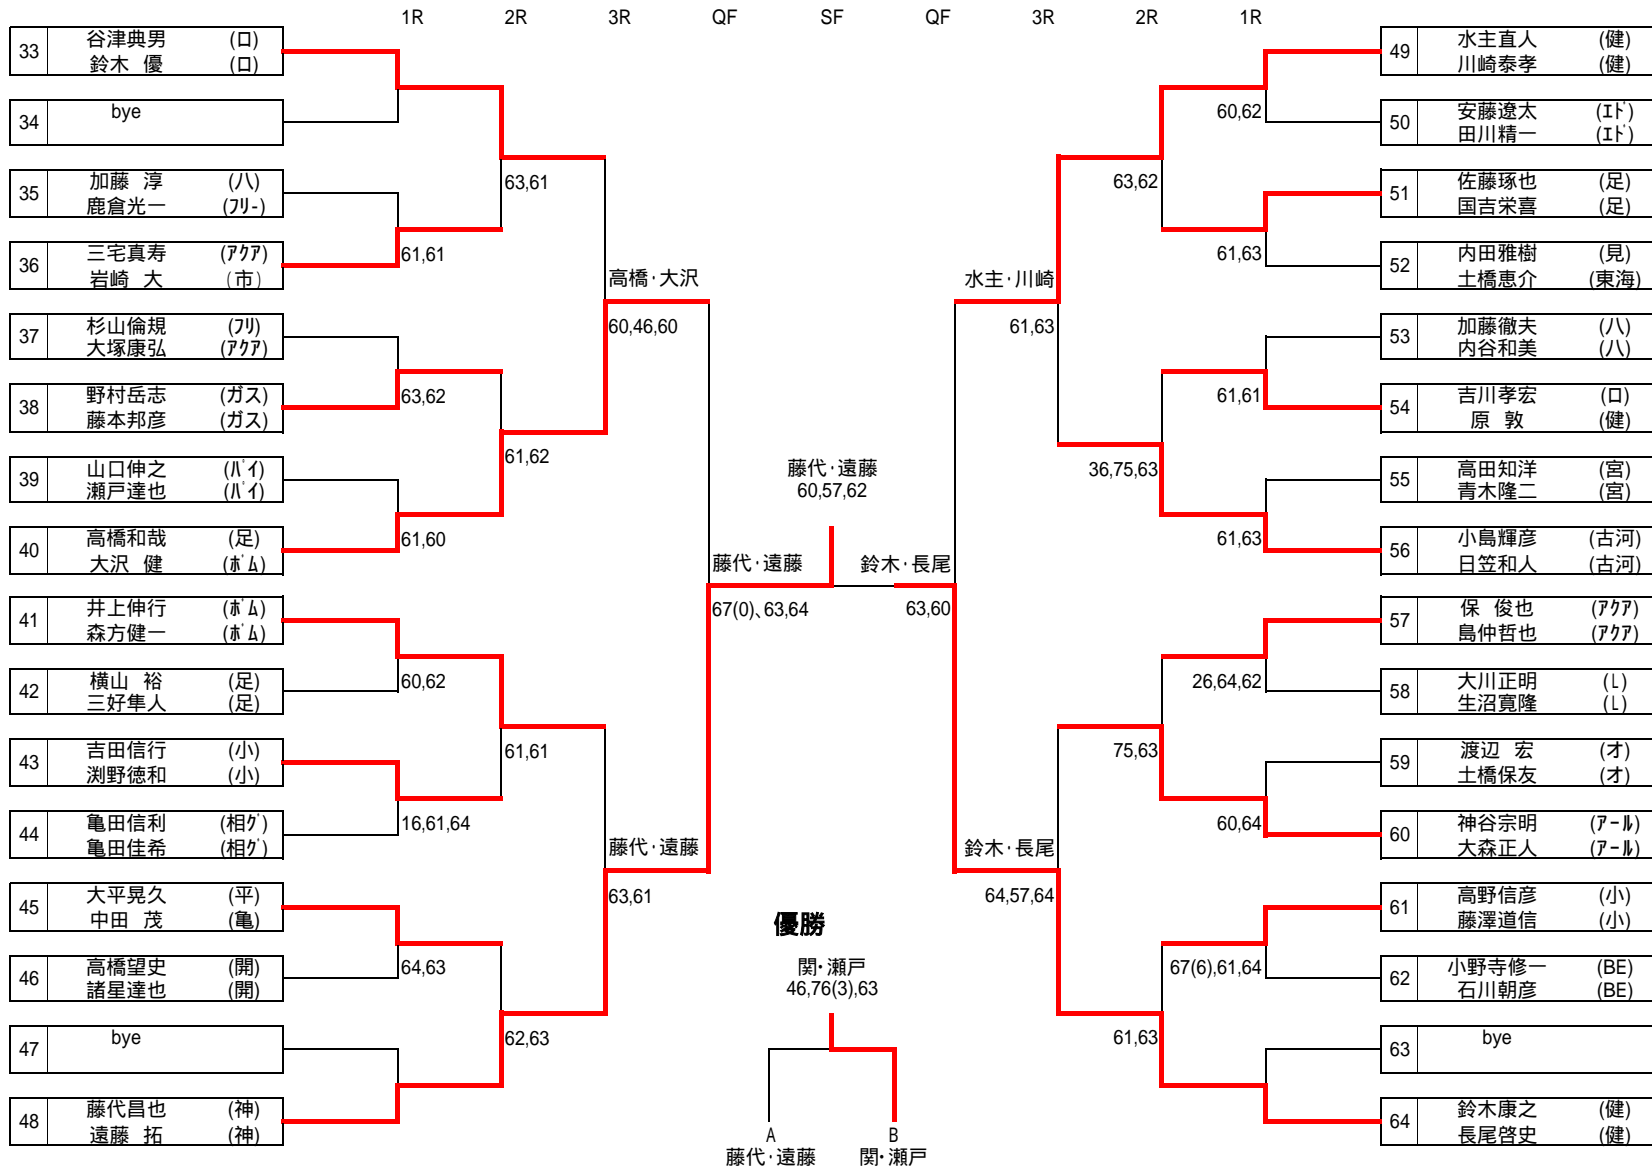 1R 2R 3R QF SF QF 3R 2R 1R
33 谷津典男 (ロ)
鈴木 優 (ロ)
34 bye
35 加藤 淳 (八)
鹿倉光一 (フリー)
36 三宅真寿 (アクア)
岩崎 大 (市)
37 杉山倫規 (フリ)
大塚康弘 (アクア)
38 野村岳志 (ガス)
藤本邦彦 (ガス)
39 山口伸之 (パイ)
瀬戸達也 (パイ)
40 高橋和哉 (足)
大沢 健 (ボム)
41 井上伸行 (ボム)
森方健一 (ボム)
42 横山 裕 (足)
三好隼人 (足)
43 吉田信行 (小)
渕野徳和 (小)
44 亀田信利 (相グ)
亀田佳希 (相グ)
45 大平晃久 (平)
中田 茂 (亀)
46 高橋望史 (開)
諸星達也 (開)
47 bye
48 藤代昌也 (神)
遠藤 拓 (神)
61,61
63,62
61,60
60,62
16,61,64
64,63
63,61
61,62
61,61
62,63
高橋・大沢
60,46,60
藤代・遠藤
63,61
藤代・遠藤
67(0)、63,64
藤代・遠藤
60,57,62
鈴木・長尾
63,60
水主・川崎
61,63
鈴木・長尾
64,57,64
63,62
36,75,63
75,63
61,63
60,62
61,63
61,61
61,63
26,64,62
60,64
67(6),61,64
49 水主直人 (健)
川崎泰孝 (健)
50 安藤遼太 (エド)
田川精一 (エド)
51 佐藤琢也 (足)
国吉栄喜 (足)
52 内田雅樹 (見)
土橋恵介 (東海)
53 加藤徹夫 (八)
内谷和美 (八)
54 吉川孝宏 (ロ)
原 敦 (健)
55 高田知洋 (宮)
青木隆二 (宮)
56 小島輝彦 (古河)
日笠和人 (古河)
57 保 俊也 (アクア)
島仲哲也 (アクア)
58 大川正明 (L)
生沼寛隆 (L)
59 渡辺 宏 (オ)
土橋保友 (オ)
60 神谷宗明 (アール)
大森正人 (アール)
61 高野信彦 (小)
藤澤道信 (小)
62 小野寺修一 (BE)
石川朝彦 (BE)
63 bye
64 鈴木康之 (健)
長尾啓史 (健)
優勝
関・瀬戸
46,76(3),63
A B
藤代・遠藤 関・瀬戸